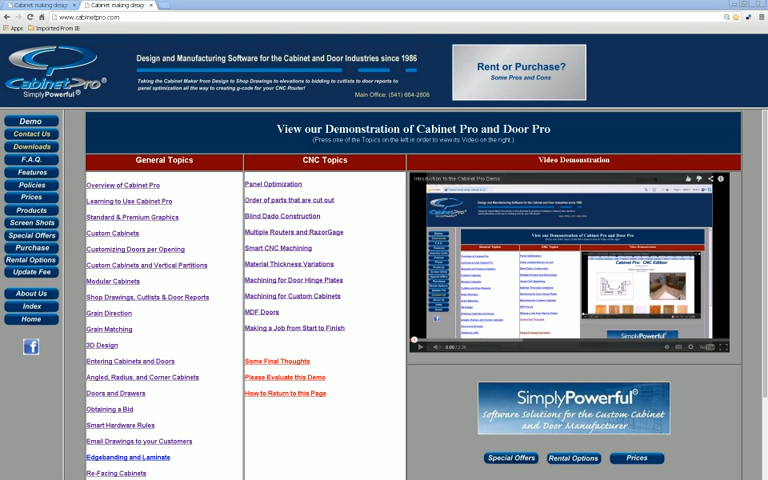 Cabinet making desig
Cabinet making desig
www.cabinetpro.com
Apps
Imported From IE
CabinetPro
SimplyPowerful
Design and Manufacturing Software for the Cabinet and Door Industries since 1986
Taking the Cabinet Maker from Design to Shop Drawings to elevations to bidding to cutlists to door reports to
panel optimization all the way to creating g-code for your CNC Router!
Main Office: (541) 664-2808
Rent or Purchase?
Some Pros and Cons
Demo
Contact Us
Downloads
F.A.Q.
Features
Policies
Prices
Products
Screen Shots
Special Offers
Purchase
Rental Options
Update Fee
About Us
Index
Home
View our Demonstration of Cabinet Pro and Door Pro
(Press one of the Topics on the left in order to view its Video on the right.)
General Topics
Overview of Cabinet Pro
Learning to Use Cabinet Pro
Standard & Premium Graphics
Custom Cabinets
Customizing Doors per Opening
Custom Cabinets and Vertical Partitions
Modular Cabinets
Shop Drawings, Cutlists & Door Reports
Grain Direction
Grain Matching
3D Design
Entering Cabinets and Doors
Angled, Radius, and Corner Cabinets
Doors and Drawers
Obtaining a Bid
Smart Hardware Rules
Email Drawings to your Customers
Edgebanding and Laminate
Re-Facing Cabinets
CNC Topics
Panel Optimization
Order of parts that are cut out
Blind Dado Construction
Multiple Routers and RazorGage
Smart CNC Machining
Material Thickness Variations
Machining for Door Hinge Plates
Machining for Custom Cabinets
MDF Doors
Making a Job from Start to Finish
Some Final Thoughts
Please Evaluate this Demo
How to Return to this Page
Video Demonstration
Introduction to the Cabinet Pro Demo
View our Demonstration of Cabinet Pro and Door Pro
Cabinet Pro: CNC Edition
SimplyPowerful
YouTube
SimplyPowerful
Software Solutions for the Custom Cabinet
and Door Manufacturer
Special Offers
Rental Options
Prices